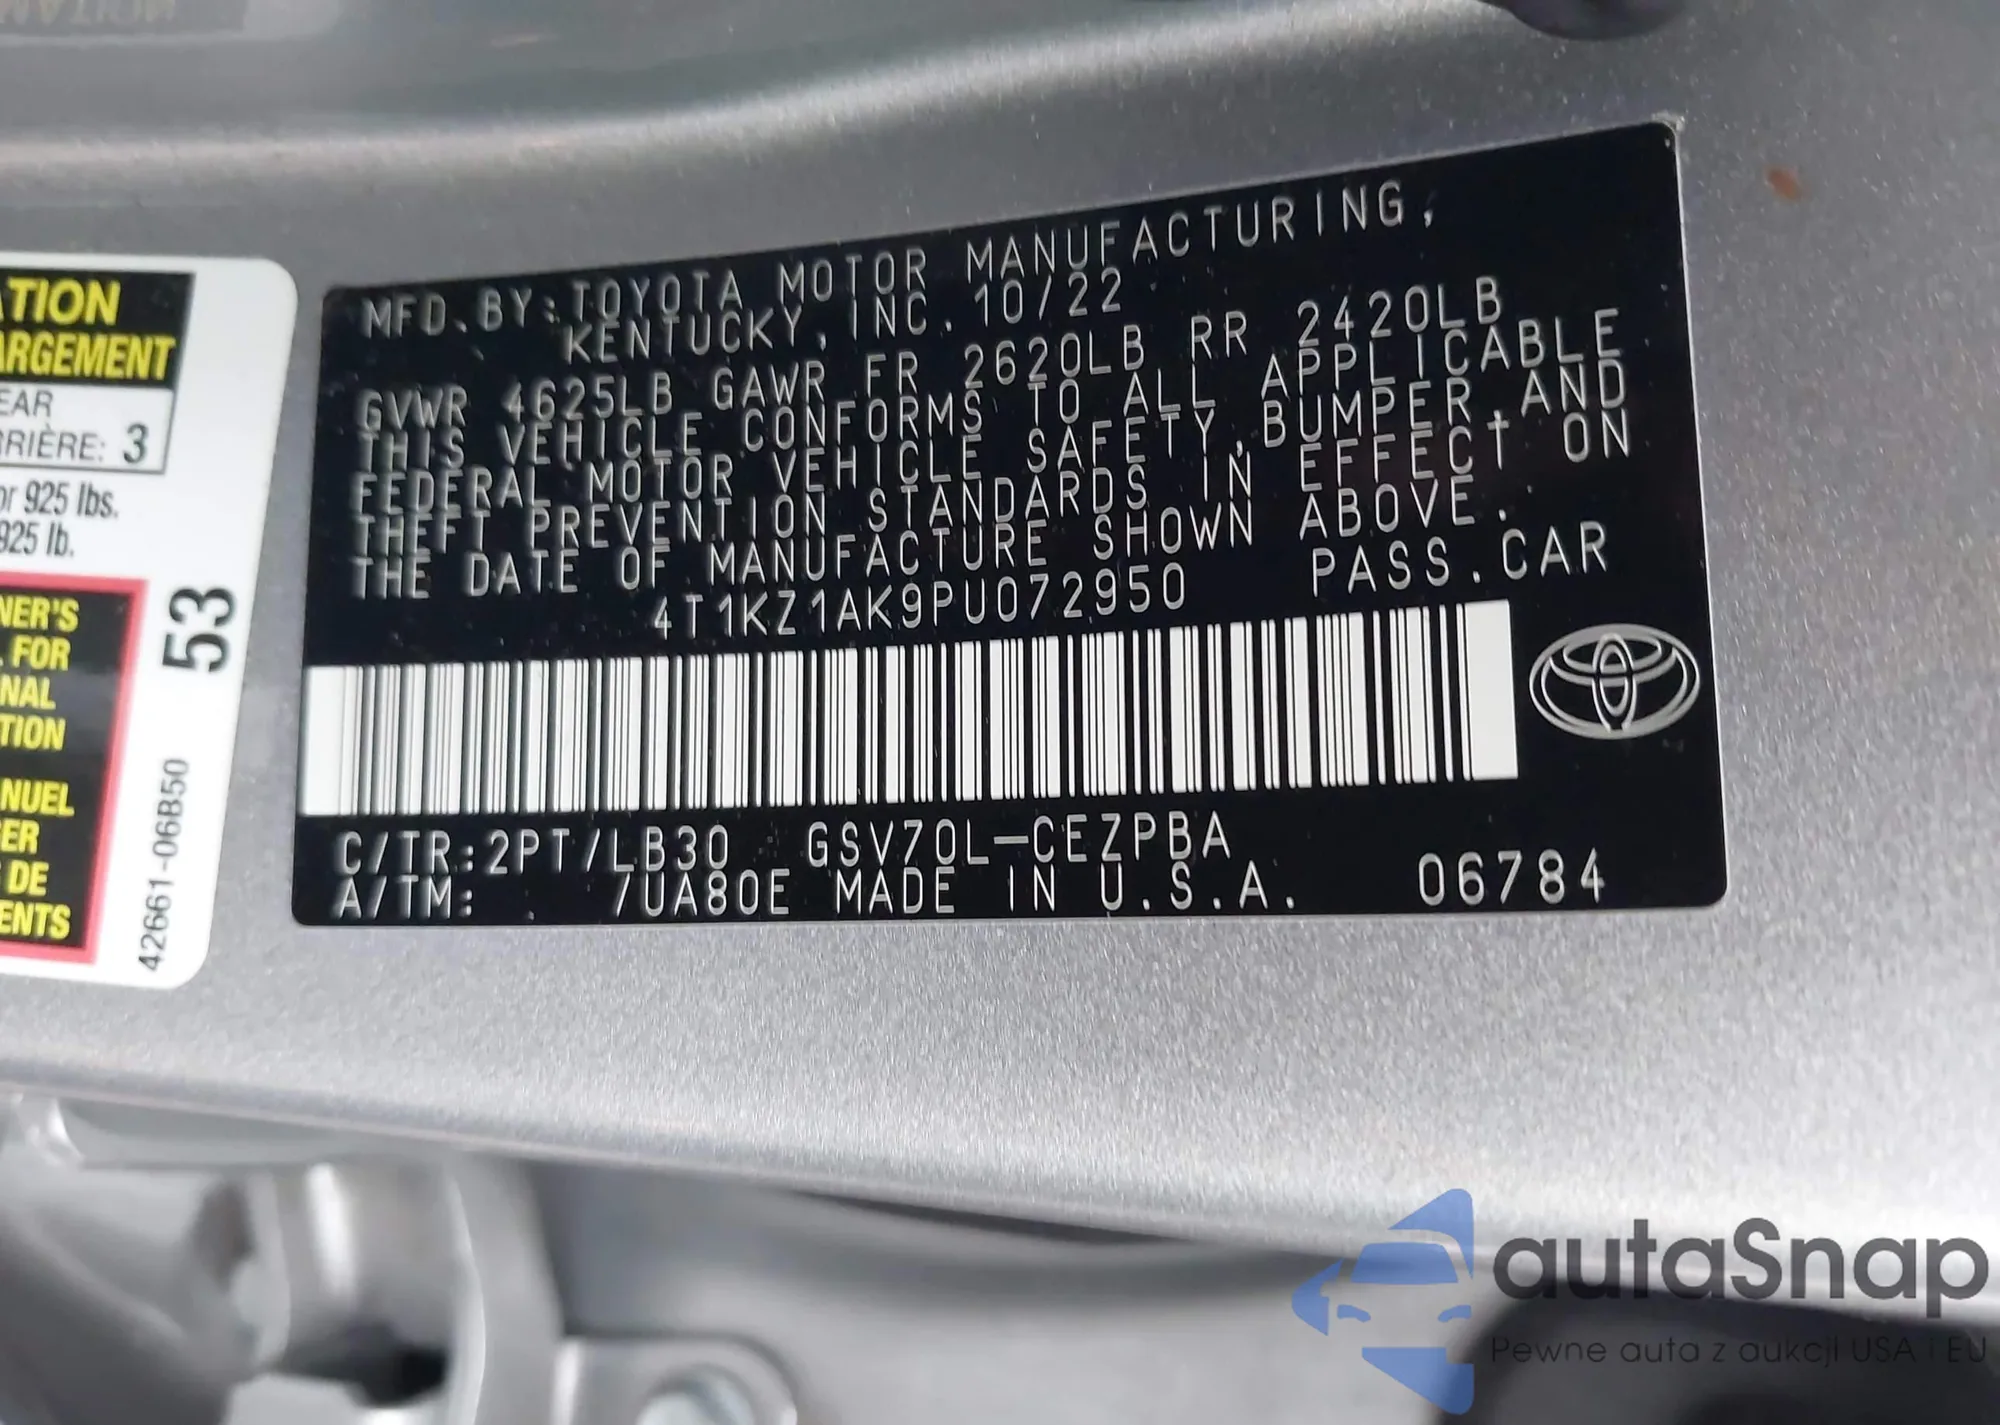 MFD. BY: TOYOTA MOTOR MANUFACTURING,
KENTUCKY, INC. 10/22
GVWR 4625LB GAWR FR 2620LB RR 2420LB
THIS VEHICLE CONFORMS TO ALL APPLICABLE
FEDERAL MOTOR VEHICLE SAFETY, BUMPER, AND
THEFT PREVENTION STANDARDS IN EFFECT ON
THE DATE OF MANUFACTURE SHOWN ABOVE.
4T1KZ1AK9PU072950 PASS. CAR
C/TR: 2PT/LB30 GSV70L-CEZPBA
A/TM: /UA80E MADE IN U.S.A. 06784
ATION
ARGEMENT
EAR
RRIÈRE: 3
or 925 lbs.
925 lb.
NER'S
FOR
NAL
TION
NUEL
GER
DE
ENTS
53
42661-06B50
autaSnap
Pewne auta z aukcji USA i EU